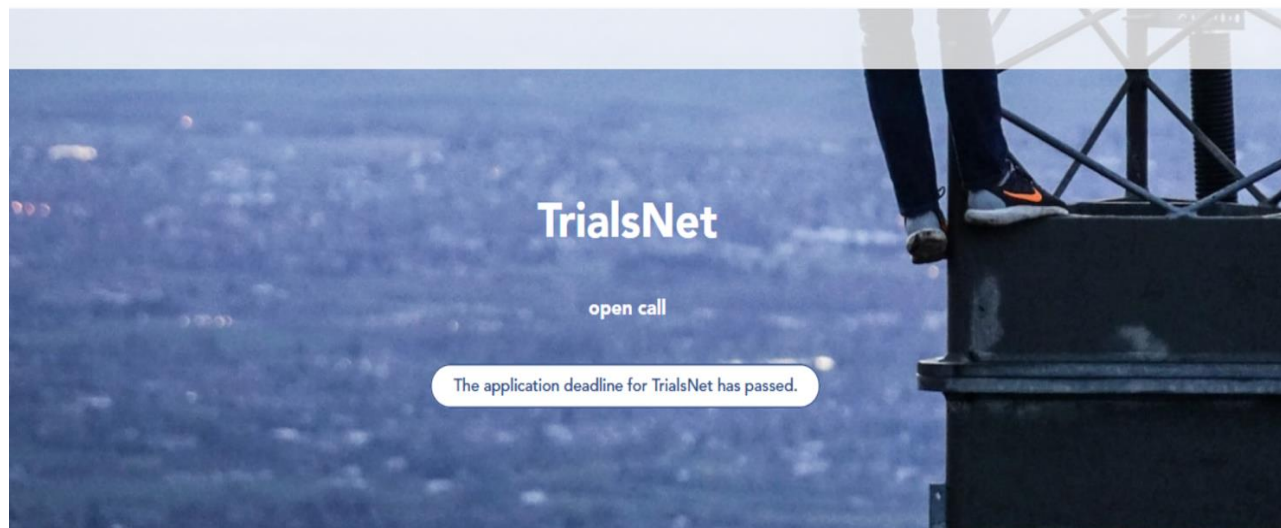 TrialsNet
open call
The application deadline for TrialsNet has passed.